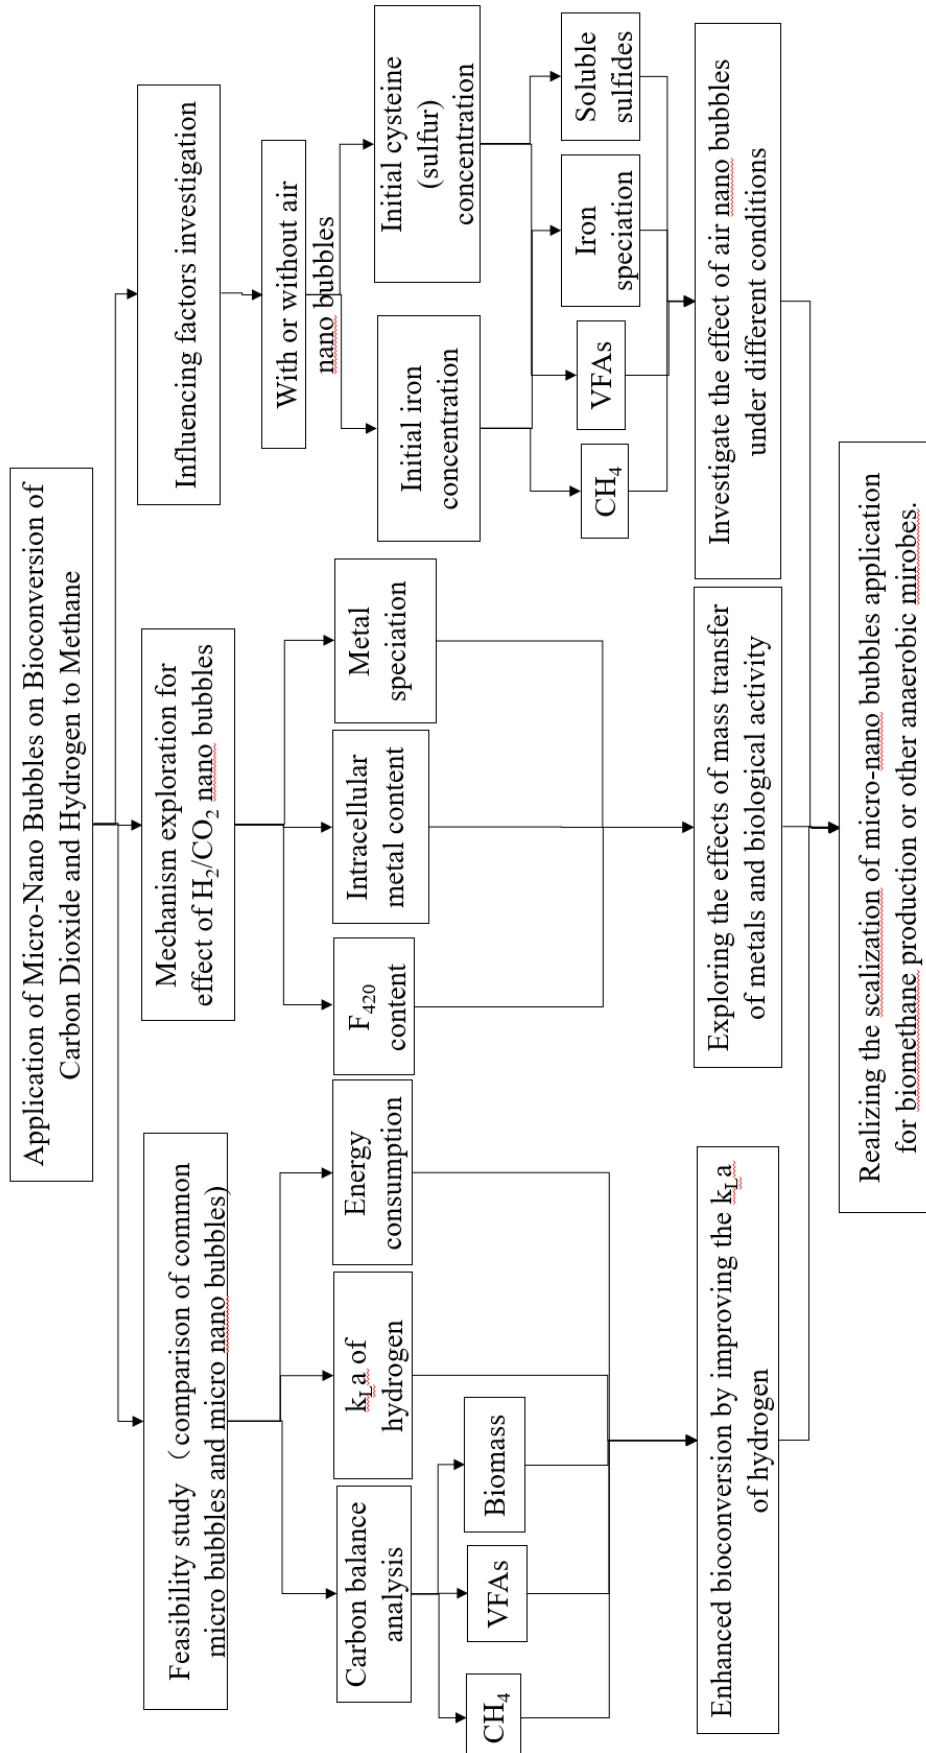 Application of Micro-Nano Bubbles on Bioconversion of
Carbon Dioxide and Hydrogen to Methane
Feasibility study （comparison of common
micro bubbles and micro nano bubbles)
Mechanism exploration for
effect of H₂/CO₂ nano bubbles
Influencing factors investigation
With or without air
nano bubbles
Carbon balance
analysis
kLa of
hydrogen
Energy
consumption
F₄₂₀
content
Intracellular
metal content
Metal
speciation
Initial iron
concentration
Initial cysteine
(sulfur)
concentration
CH₄
VFAs
Biomass
CH₄
VFAs
Iron
speciation
Soluble
sulfides
Enhanced bioconversion by improving the kLa
of hydrogen
Exploring the effects of mass transfer
of metals and biological activity
Investigate the effect of air nano bubbles
under different conditions
Realizing the scalization of micro-nano bubbles application
for biomethane production or other anaerobic mirobes.